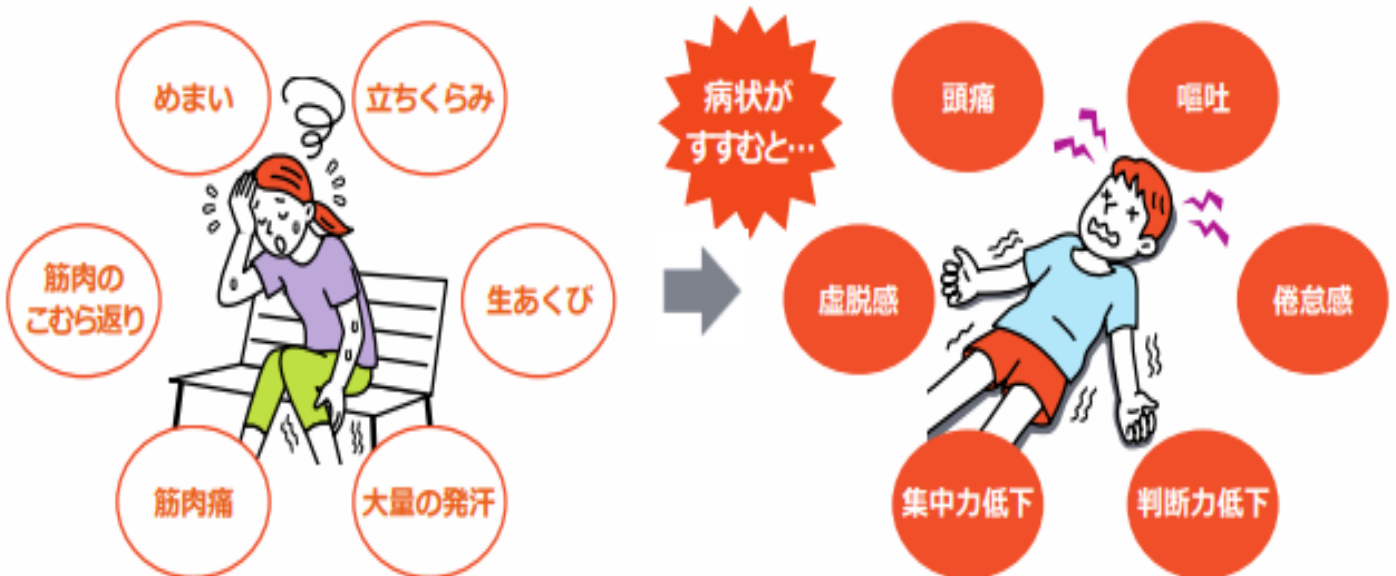 めまい
立ちくらみ
筋肉の
こむら返り
生あくび
筋肉痛
大量の発汗
病状が
すすむと…
頭痛
嘔吐
虚脱感
倦怠感
集中力低下
判断力低下